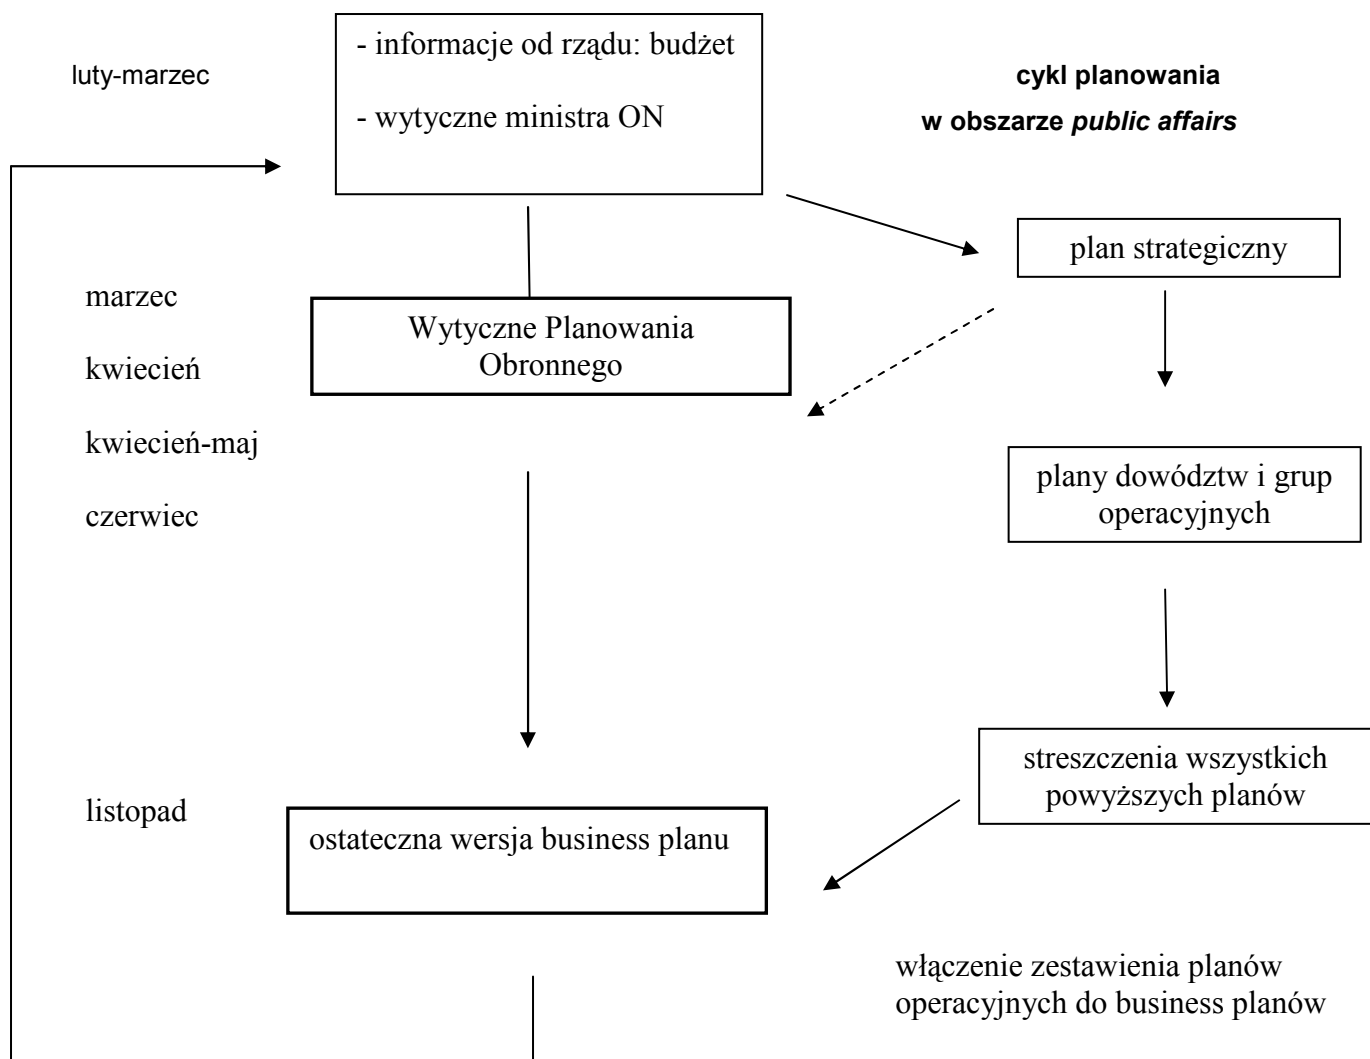 - informacje od rządu: budżet
luty-marzec
cykl planowania
- wytyczne ministra ON
w obszarze public affairs
plan strategiczny
marzec
Wytyczne Planowania
Obronnego
kwiecień
kwiecień-maj
plany dowództw i grup
operacyjnych
czerwiec
streszczenia wszystkich
powyższych planów
listopad
ostateczna wersja business planu
włączenie zestawienia planów
operacyjnych do business planów